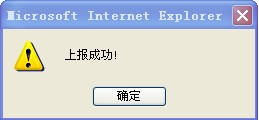 Microsoft Internet Explorer
上报成功!
确定